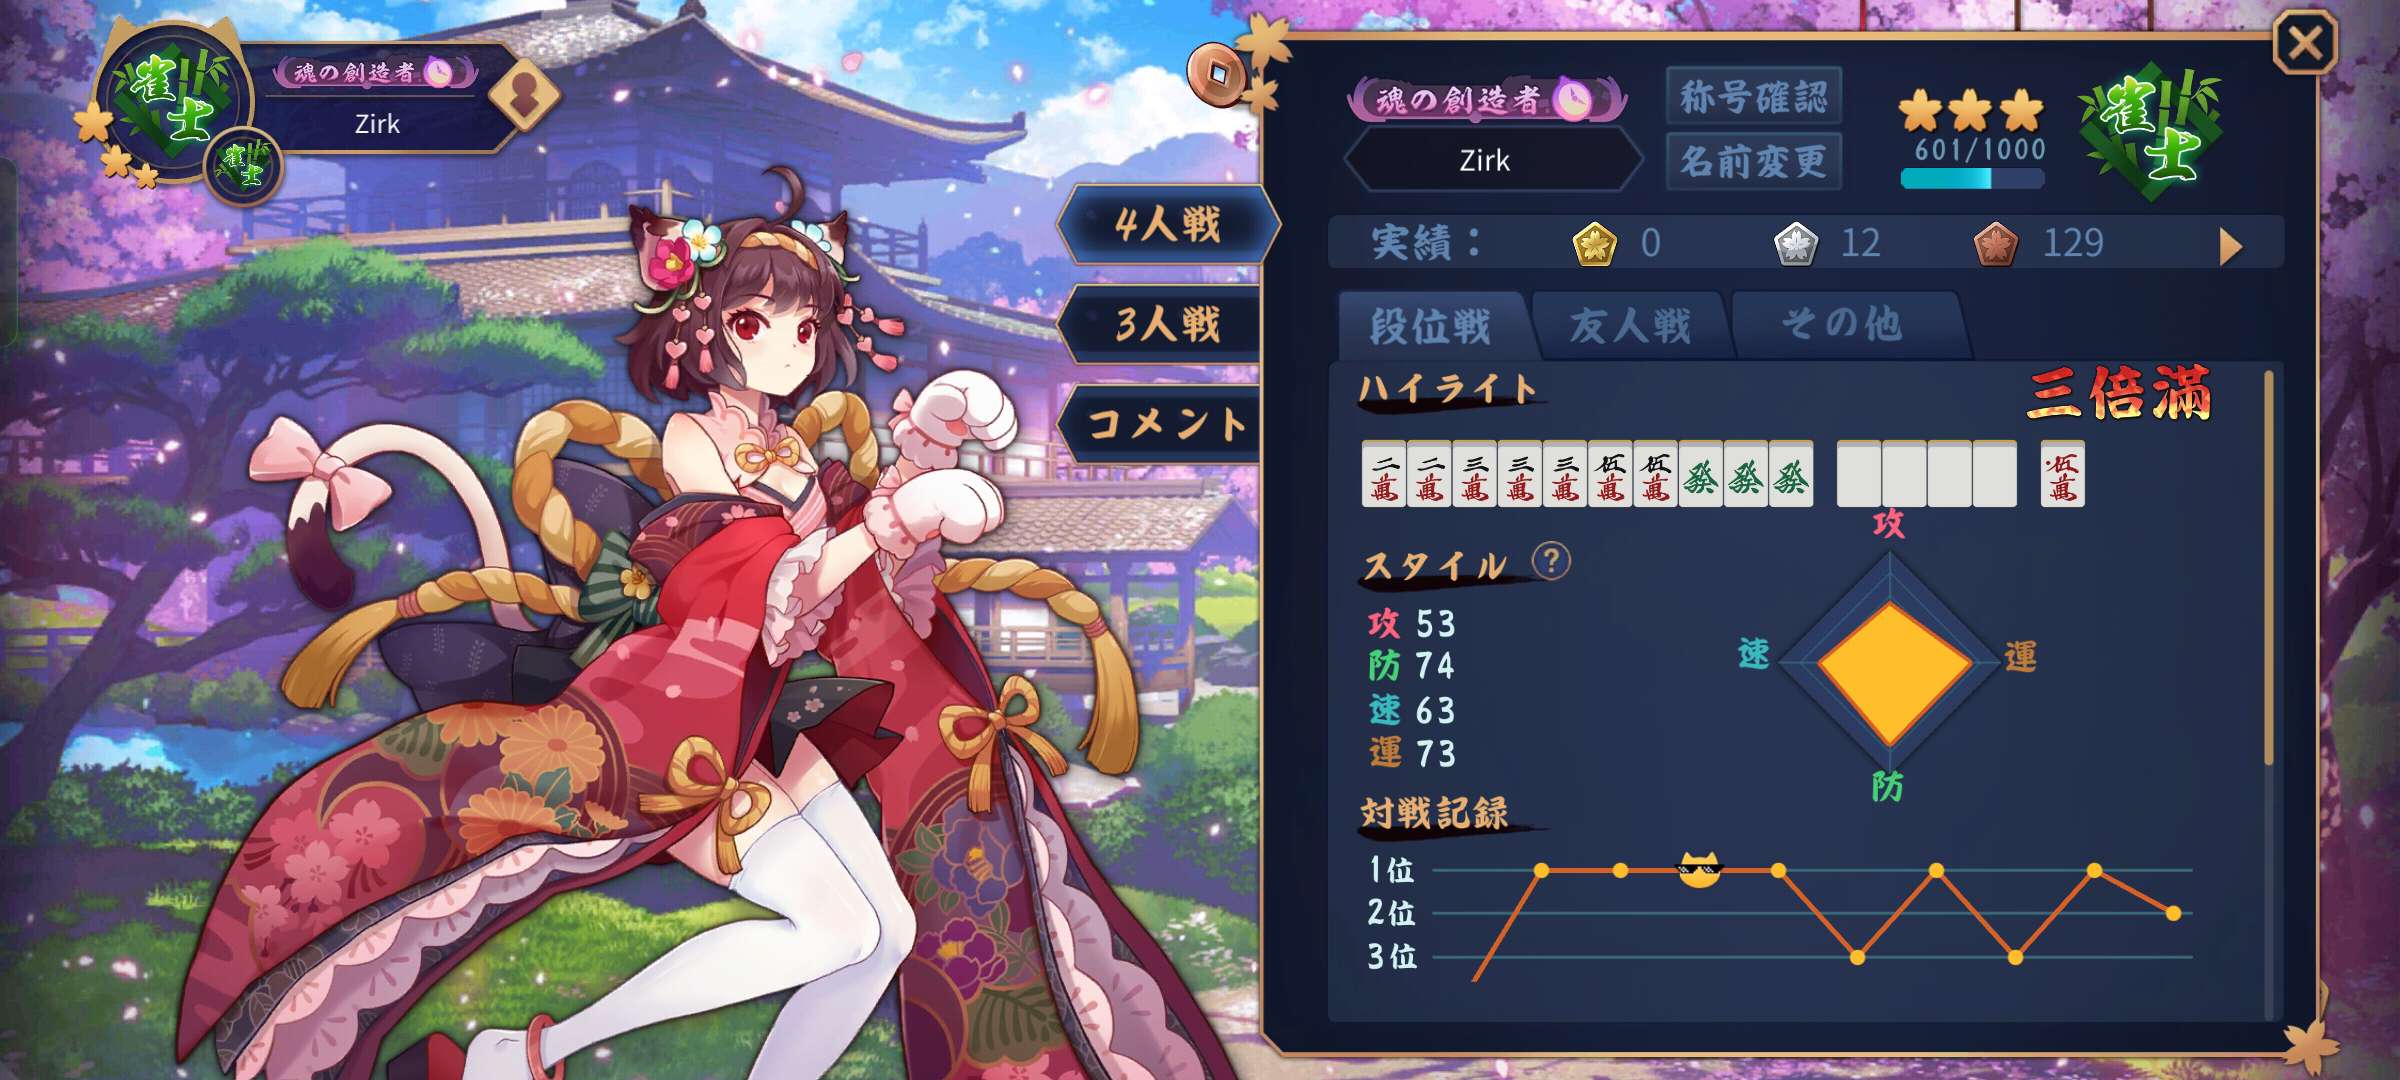 雀士
魂の創造者
Zirk
雀士
4人戦
3人戦
コメント
魂の創造者
Zirk
称号確認
名前変更
601/1000
雀士
実績：
0
12
129
段位戦
友人戦
その他
ハイライト
三倍満
二萬 二萬 三萬 三萬 三萬 伍萬 伍萬 發 發 發 伍萬
スタイル ?
攻 53
防 74
速 63
運 73
攻
速
運
防
対戦記録
1位
2位
3位